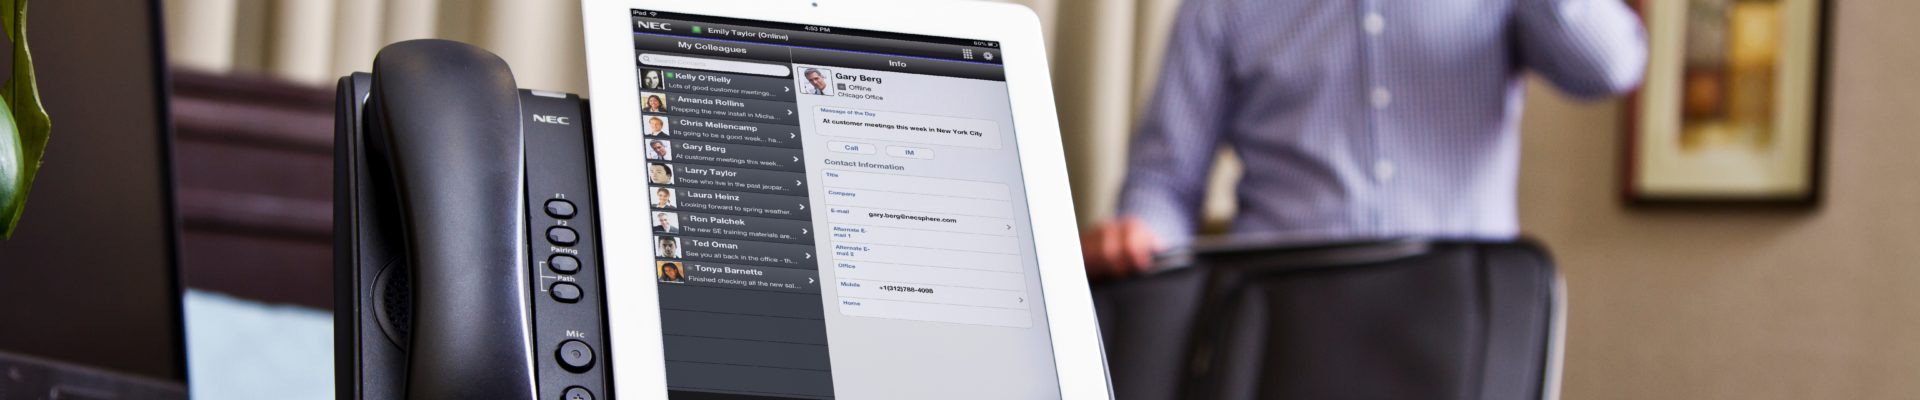 NEC
F1
F2
Pairing
Path
Mic
iPad
4:53 PM
60%
NEC
Emily Taylor (Online)
My Colleagues
Search Contacts
Kelly O'Rielly
Lots of good customer meetings...
Amanda Rollins
Prepping the new install in Micha...
Chris Mellencamp
Its going to be a good week... ha...
Gary Berg
At customer meetings this week...
Larry Taylor
Those who live in the past jeopar...
Laura Heinz
Looking forward to spring weather.
Ron Palchek
The new SE training materials are...
Ted Oman
See you all back in the office - th...
Tonya Barnette
Finished checking all the new sal...
Info
Gary Berg
Offline
Chicago Office
Message of the Day
At customer meetings this week in New York City
Call
IM
Contact Information
Title
Company
E-mail
gary.berg@necsphere.com
Alternate E-
mail 1
Alternate E-
mail 2
Office
Mobile
+1(312)788-4098
Home